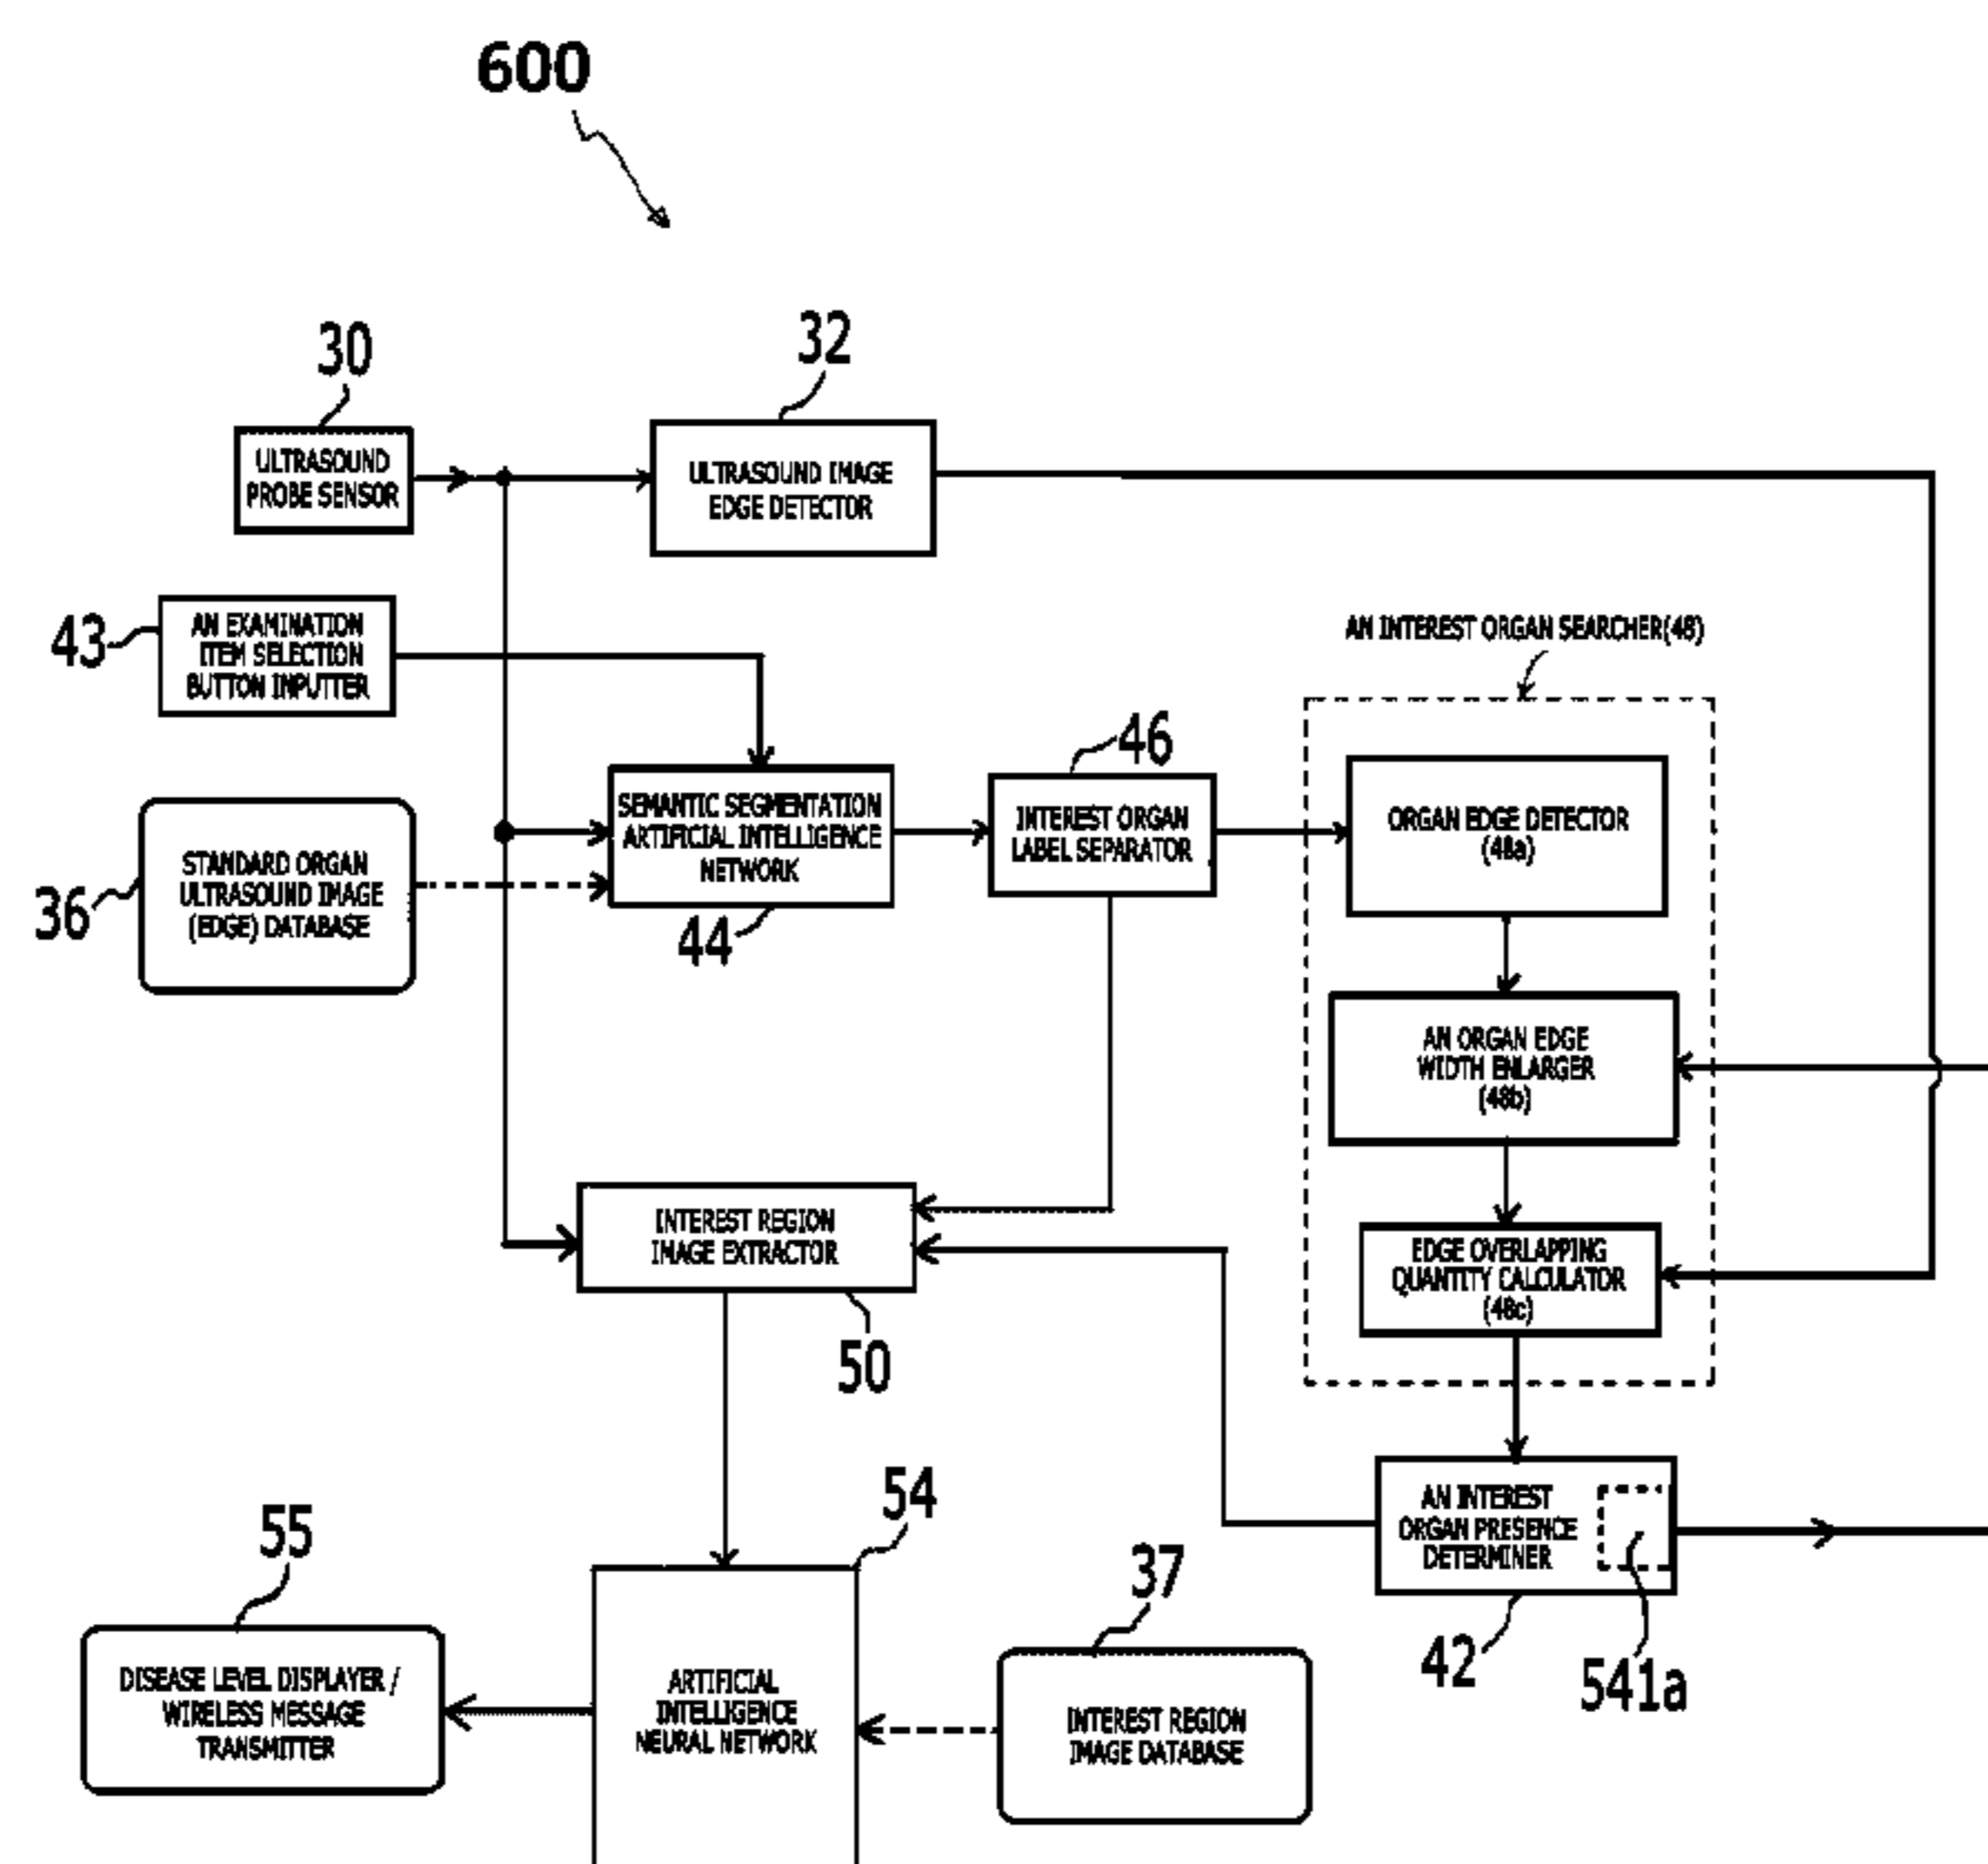 600
30
32
ULTRASOUND
PROBE SENSOR
ULTRASOUND IMAGE
EDGE DETECTOR
43
AN EXAMINATION
ITEM SELECTION
BUTTON INPUTTER
AN INTEREST ORGAN SEARCHER(48)
46
SEMANTIC SEGMENTATION
ARTIFICIAL INTELLIGENCE
NETWORK
44
INTEREST ORGAN
LABEL SEPARATOR
ORGAN EDGE DETECTOR
(48a)
36
STANDARD ORGAN
ULTRASOUND IMAGE
(EDGE) DATABASE
AN ORGAN EDGE
WIDTH ENLARGER
(48b)
INTEREST REGION
IMAGE EXTRACTOR
50
EDGE OVERLAPPING
QUANTITY CALCULATOR
(48c)
54
AN INTEREST
ORGAN PRESENCE
DETERMINER
42
541a
55
37
DISEASE LEVEL DISPLAYER /
WIRELESS MESSAGE
TRANSMITTER
ARTIFICIAL
INTELLIGENCE
NEURAL NETWORK
INTEREST REGION
IMAGE DATABASE